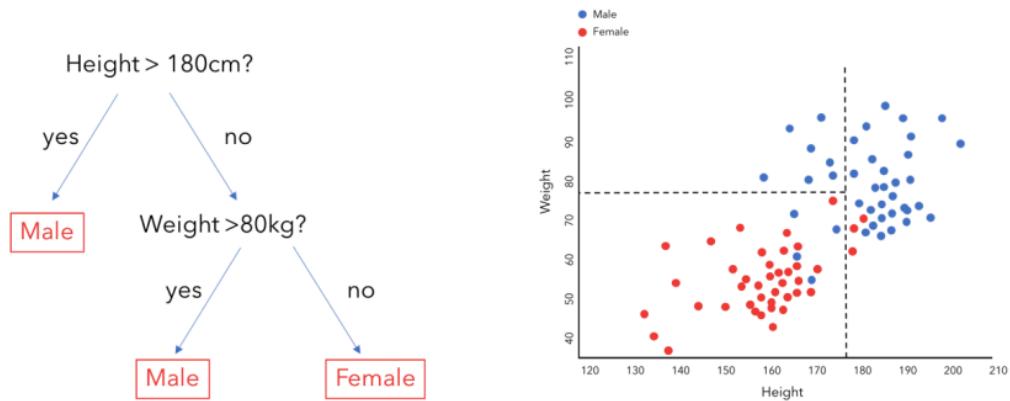 Height > 180cm?
yes
no
Male
Weight >80kg?
yes
no
Male
Female
Male
Female
Weight
110
100
90
80
70
60
50
40
120 130 140 150 160 170 180 190 200 210
Height